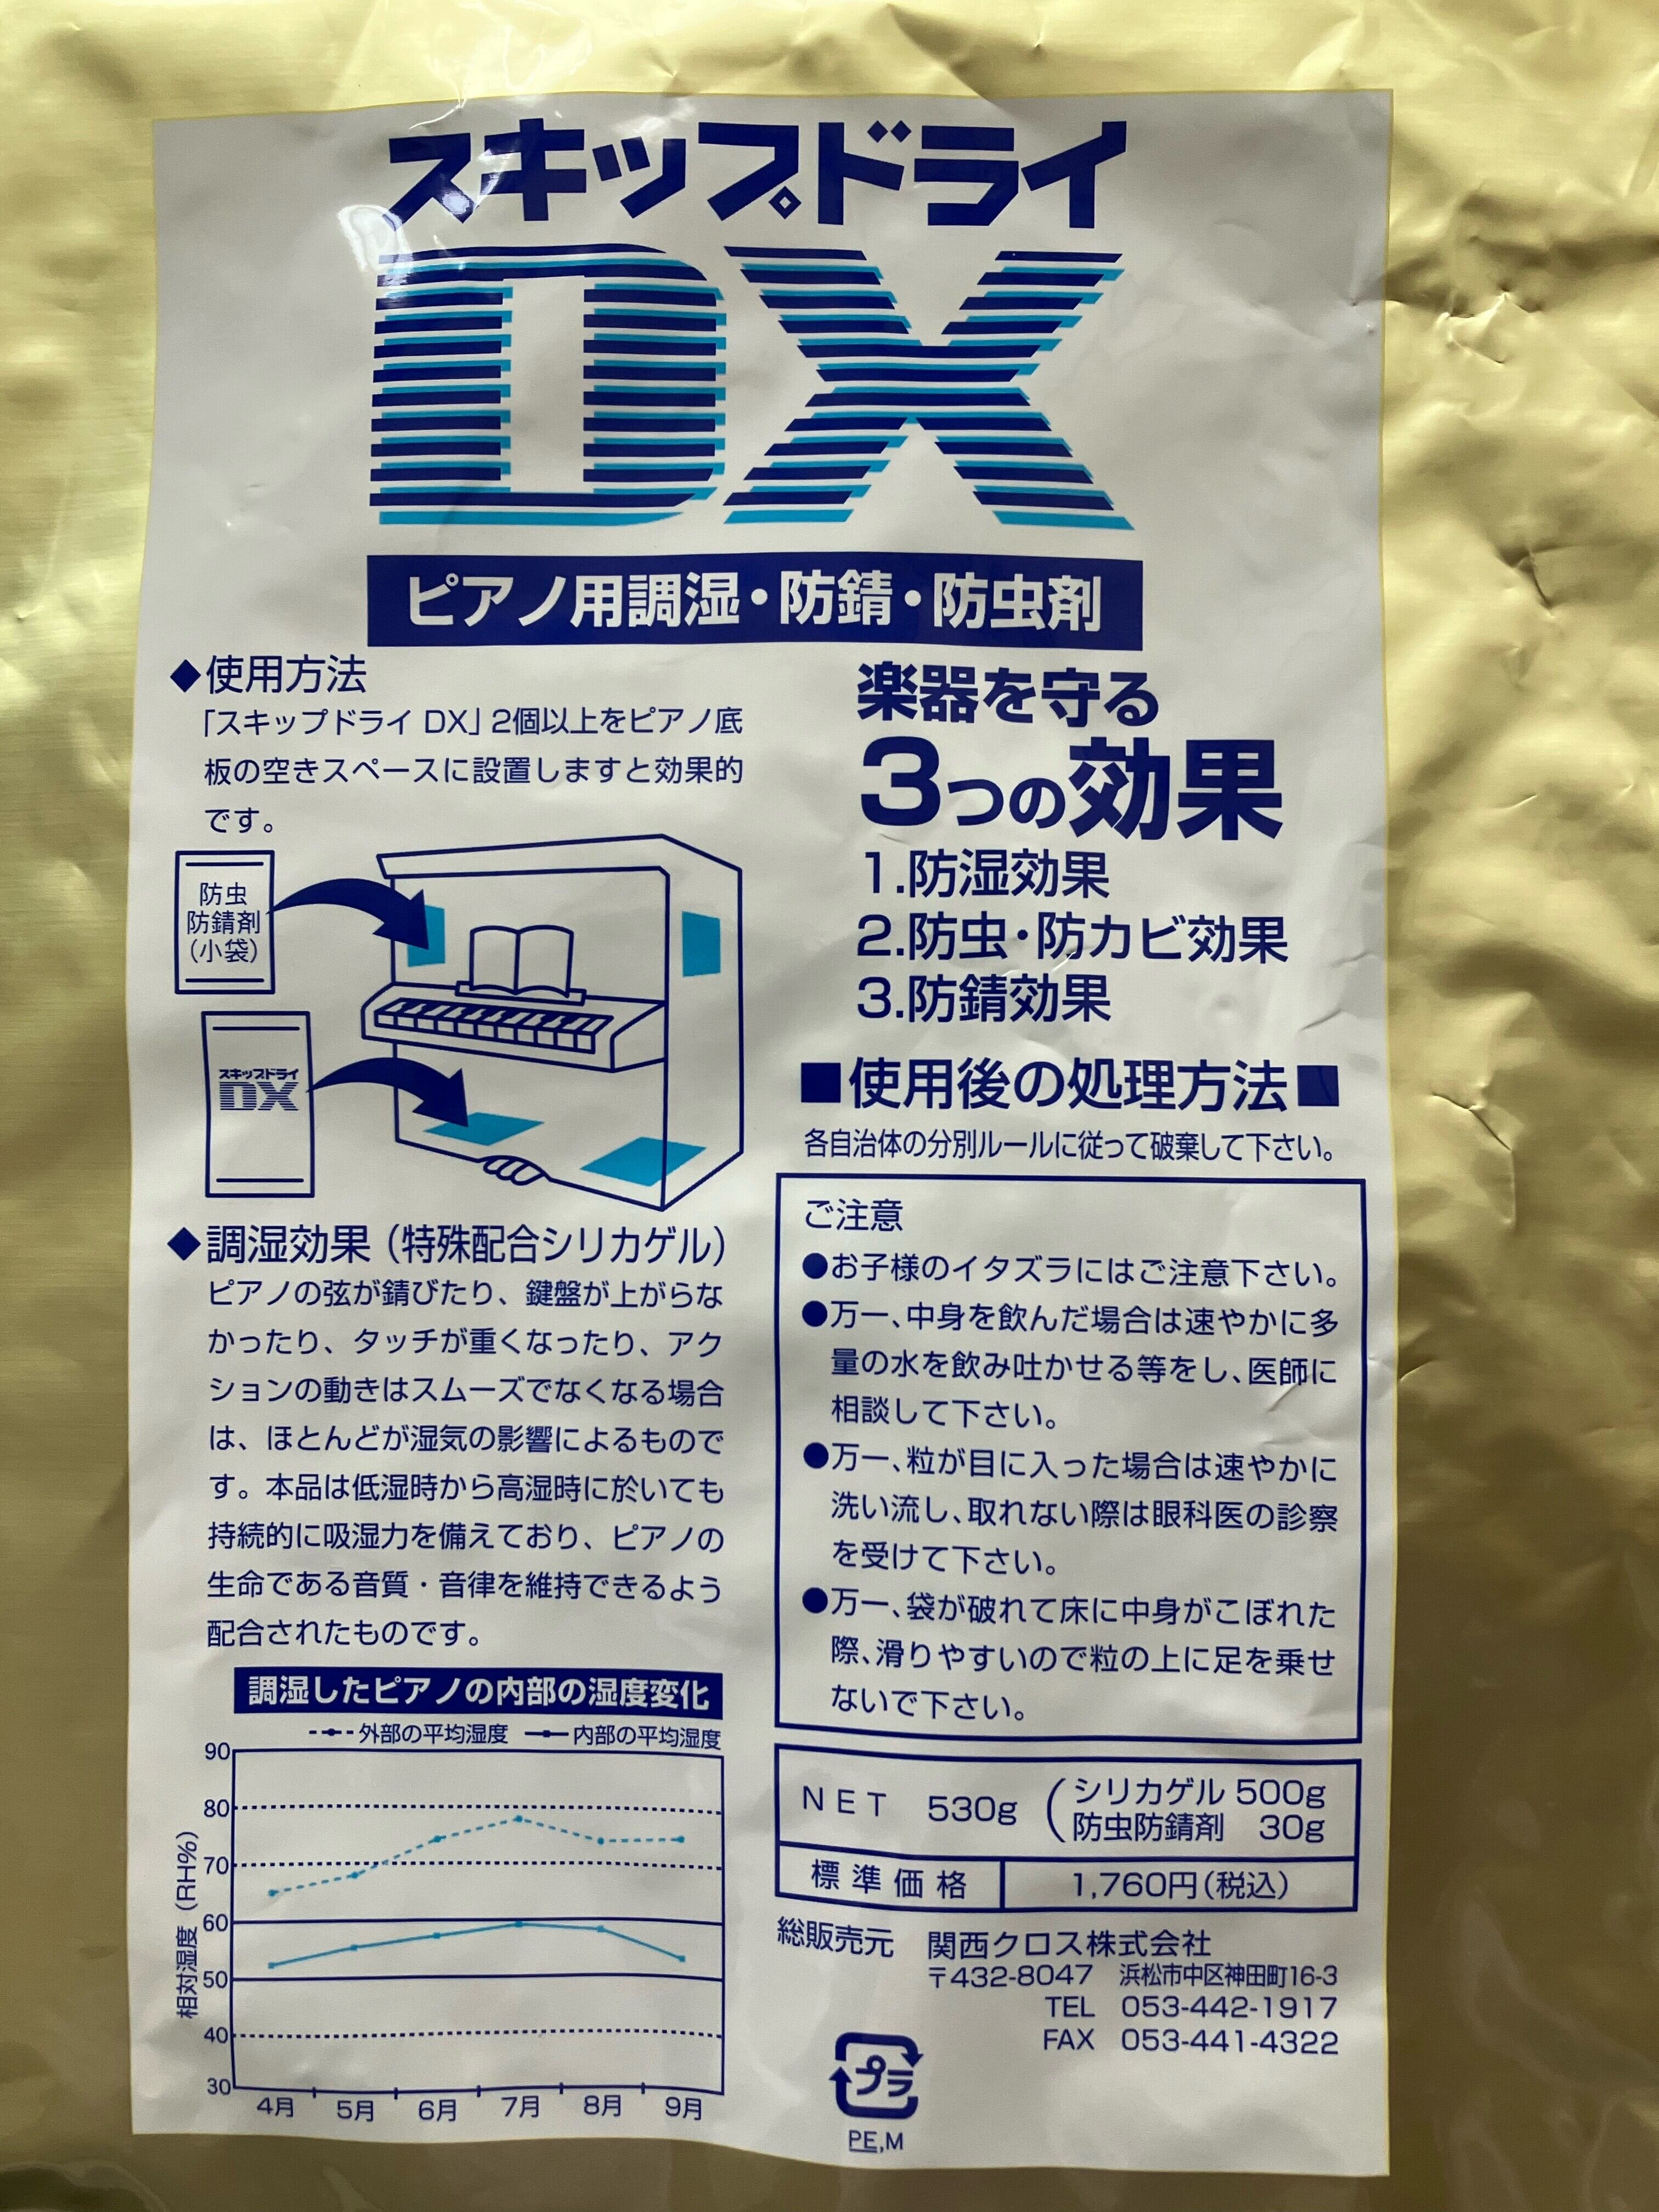 スキップドライ
DX
ピアノ用調湿・防錆・防虫剤
◆使用方法
「スキップドライ DX」2個以上をピアノ底
板の空きスペースに設置しますと効果的
です。
防虫
防錆剤
（小袋）
スキップドライ
DX
◆調湿効果（特殊配合シリカゲル）
ピアノの弦が錆びたり、鍵盤が上がらな
かったり、タッチが重くなったり、アク
ションの動きはスムーズでなくなる場合
は、ほとんどが湿気の影響によるもので
す。本品は低湿時から高湿時に於いても
持続的に吸湿力を備えており、ピアノの
生命である音質・音律を維持できるよう
配合されたものです。
調湿したピアノの内部の湿度変化
外部の平均湿度 内部の平均湿度
相対湿度（RH%）
90
80
70
60
50
40
30
4月 5月 6月 7月 8月 9月
楽器を守る
3つの効果
1.防湿効果
2.防虫・防カビ効果
3.防錆効果
■使用後の処理方法■
各自治体の分別ルールに従って破棄して下さい。
ご注意
●お子様のイタズラにはご注意下さい。
●万一、中身を飲んだ場合は速やかに多
量の水を飲み吐かせる等をし、医師に
相談して下さい。
●万一、粒が目に入った場合は速やかに
洗い流し、取れない際は眼科医の診察
を受けて下さい。
●万一、袋が破れて床に中身がこぼれた
際、滑りやすいので粒の上に足を乗せ
ないで下さい。
NET 530g （シリカゲル 500g
防虫防錆剤 30g
標準価格 1,760円（税込）
総販売元 関西クロス株式会社
〒432-8047 浜松市中区神田町16-3
TEL 053-442-1917
FAX 053-441-4322
プラ
PE,M